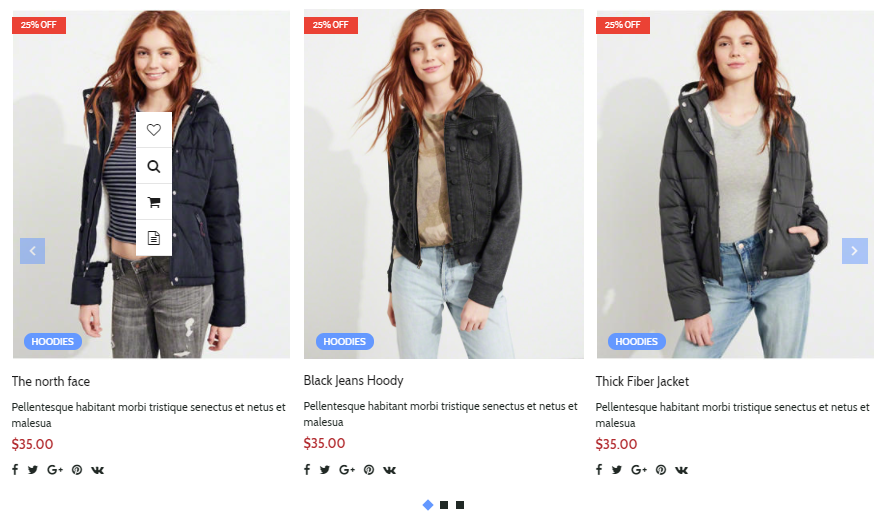 25% OFF
25% OFF
25% OFF
HOODIES
HOODIES
HOODIES
The north face
Pellentesque habitant morbi tristique senectus et netus et
malesua
$35.00
Black Jeans Hoody
Pellentesque habitant morbi tristique senectus et netus et
malesua
$35.00
Thick Fiber Jacket
Pellentesque habitant morbi tristique senectus et netus et
malesua
$35.00